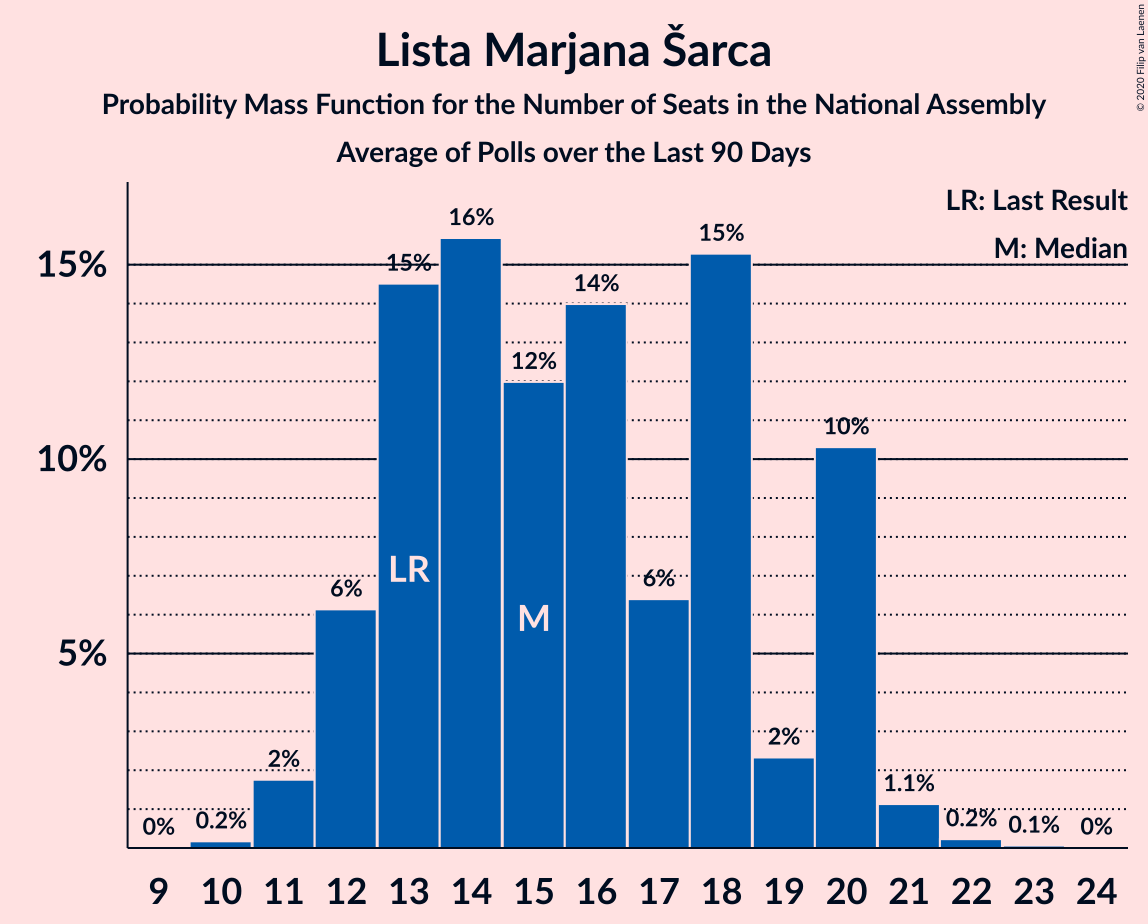 Lista Marjana Šarca
Probability Mass Function for the Number of Seats in the National Assembly
Average of Polls over the Last 90 Days
© 2020 Filip van Laenen
LR: Last Result
M: Median
15%
10%
5%
0%
0.2%
2%
6%
15%
16%
12%
14%
6%
15%
2%
10%
1.1%
0.2%
0.1%
0%
LR
M
9 10 11 12 13 14 15 16 17 18 19 20 21 22 23 24